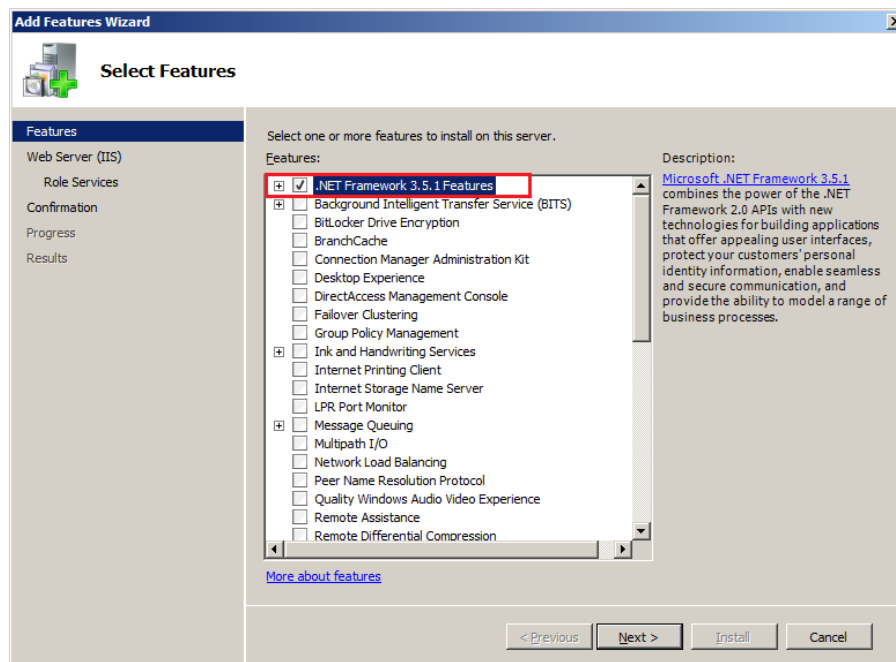 Add Features Wizard
Select Features
Features
Web Server (IIS)
Role Services
Confirmation
Progress
Results
Select one or more features to install on this server.
Features:
.NET Framework 3.5.1 Features
Background Intelligent Transfer Service (BITS)
BitLocker Drive Encryption
BranchCache
Connection Manager Administration Kit
Desktop Experience
DirectAccess Management Console
Failover Clustering
Group Policy Management
Ink and Handwriting Services
Internet Printing Client
Internet Storage Name Server
LPR Port Monitor
Message Queuing
Multipath I/O
Network Load Balancing
Peer Name Resolution Protocol
Quality Windows Audio Video Experience
Remote Assistance
Remote Differential Compression
More about features
Description:
Microsoft .NET Framework 3.5.1
combines the power of the .NET
Framework 2.0 APIs with new
technologies for building applications
that offer appealing user interfaces,
protect your customers' personal
identity information, enable seamless
and secure communication, and
provide the ability to model a range of
business processes.
< Previous
Next >
Install
Cancel